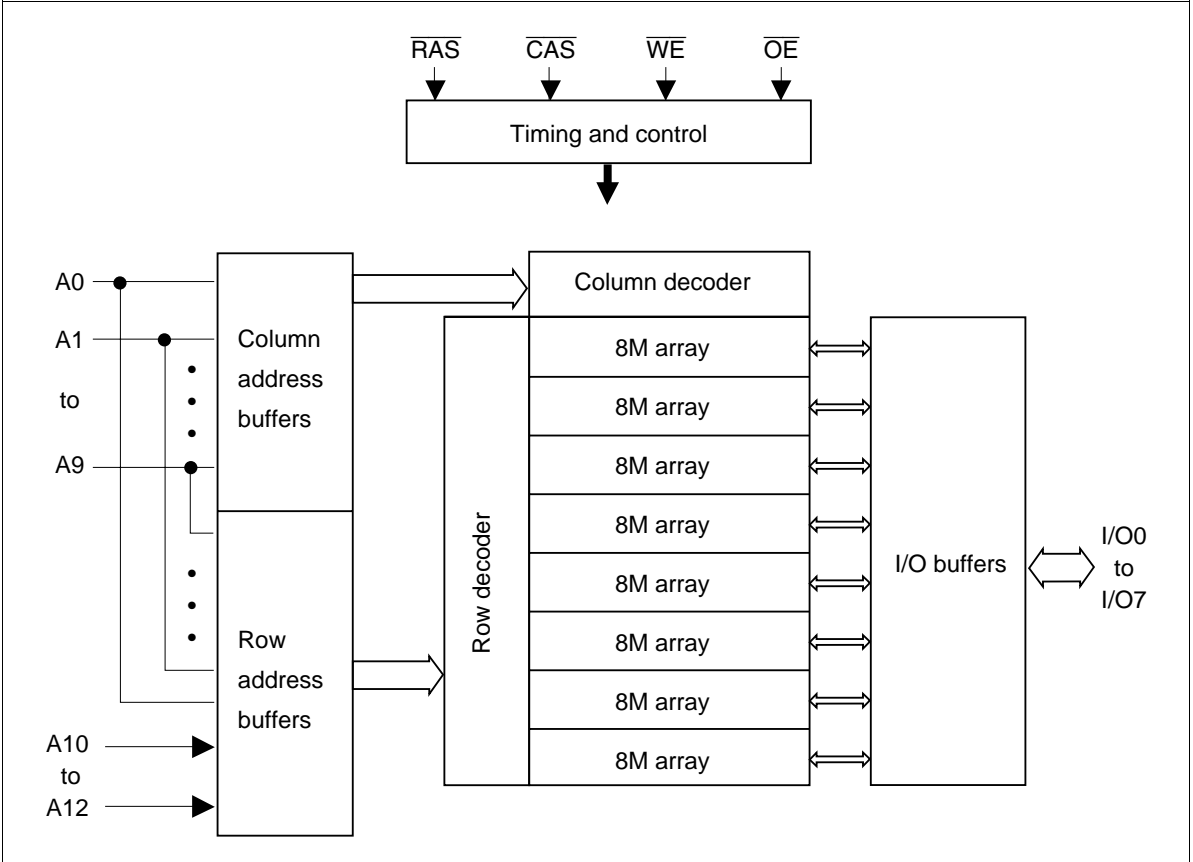 RAS CAS WE OE
Timing and control
A0
A1
to
A9
Column
address
buffers
Row
address
buffers
A10
to
A12
Column decoder
Row decoder
8M array
8M array
8M array
8M array
8M array
8M array
8M array
8M array
I/O buffers
I/O0
to
I/O7